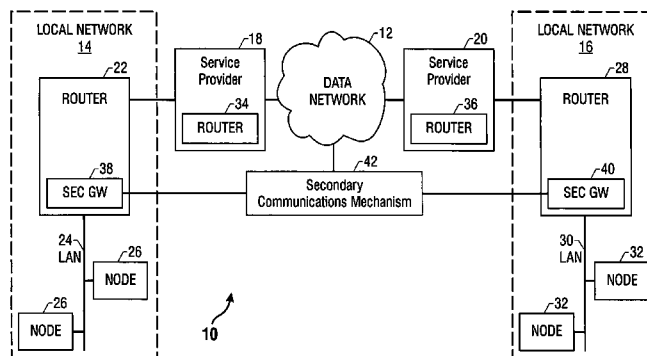 LOCAL NETWORK
14
22
ROUTER
38
SEC GW
24
LAN
26
NODE
26
NODE
18
Service
Provider
34
ROUTER
12
DATA
NETWORK
20
Service
Provider
36
ROUTER
42
Secondary
Communications Mechanism
10
LOCAL NETWORK
16
28
ROUTER
40
SEC GW
30
LAN
32
NODE
32
NODE